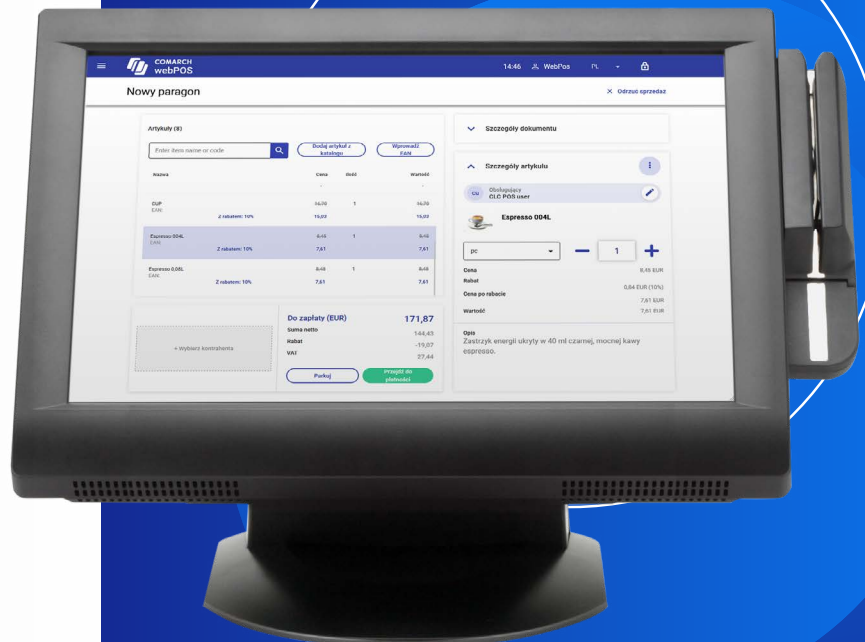 COMARCH
webPOS
14:46 WebPos PL
Nowy paragon
× Odrzuć sprzedaż
Artykuły (8)
Enter item name or code
Dodaj artykuł z
katalogu
Wprowadź
EAN
Nazwa Cena Ilość Wartość
- -
EUP 16,70 1 16,70
EAN:
Z rabatem: 10% 15,03 15,03
Espresso 004L 8,45 1 8,45
EAN:
Z rabatem: 10% 7,61 7,61
Espresso 0,08L 8,45 1 8,45
EAN:
Z rabatem: 10% 7,61 7,61
+ Wybierz kontrahenta
Do zapłaty (EUR) 171,87
Suma netto 144,43
Rabat -19,07
VAT 27,44
Parkuj
Przejdź do
płatności
Szczegóły dokumentu
Szczegóły artykułu
CU
Obsługujący
CLC POS user
Espresso 004L
pc
1
Cena 8,45 EUR
Rabat 0,84 EUR (10%)
Cena po rabacie 7,61 EUR
Wartość 7,61 EUR
Opis
Zastrzyk energii ukryty w 40 ml czarnej, mocnej kawy
espresso.